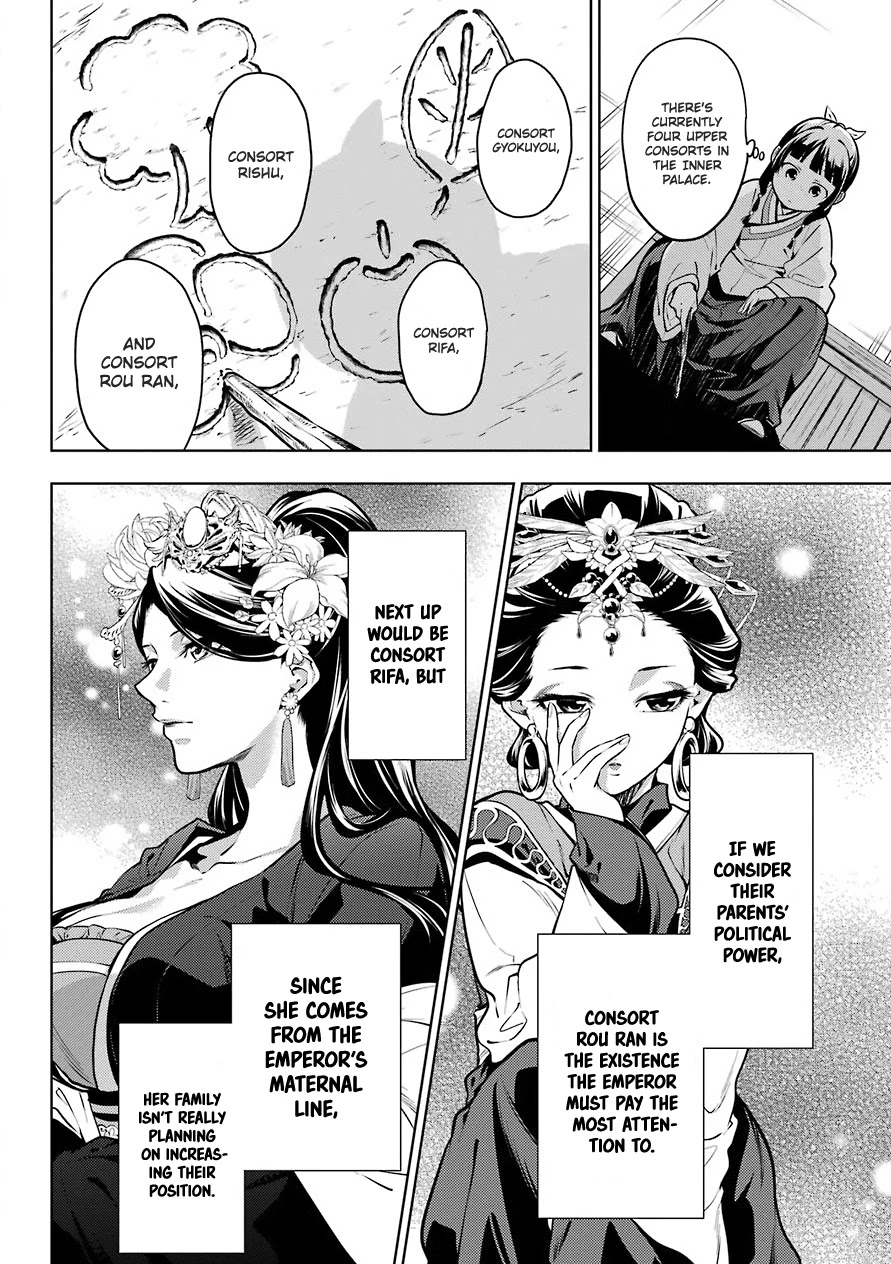 THERE'S
CURRENTLY
FOUR UPPER
CONSORTS
IN THE
INNER
PALACE.
CONSORT
GYOKUYOU,
CONSORT
RISHU,
CONSORT
RIFA,
AND
CONSORT
ROU RAN,
IF WE
CONSIDER
THEIR
PARENTS'
POLITICAL
POWER,
CONSORT
ROU RAN IS
THE EXISTENCE
THE EMPEROR
MUST PAY THE
MOST ATTEN-
TION TO.
NEXT UP
WOULD BE
CONSORT
RIFA, BUT
SINCE
SHE COMES
FROM THE
EMPEROR'S
MATERNAL
LINE,
HER FAMILY
ISN'T REALLY
PLANNING
ON INCREAS-
ING THEIR
POSITION.